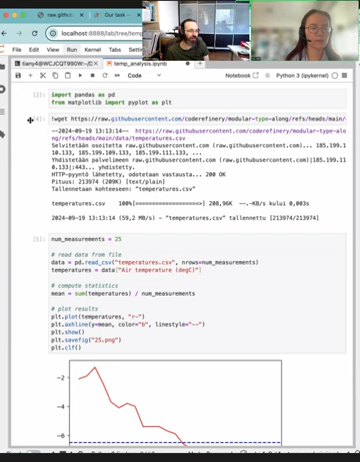 raw.githubu
Our task –
localhost:8888/lab/tree/temp
File Edit View Run Kernel
tlany4@WCJCQT9D0W:~/
temp_analysis.ipynb
Code
Notebook
Python 3 (ipykernel)
import pandas as pd
from matplotlib import pyplot as plt
!wget https://raw.githubusercontent.com/coderefinery/modular-type-along/refs/heads/main/
--2024-09-19 13:13:14-- https://raw.githubusercontent.com/coderefinery/modular-type-alo
ng/refs/heads/main/data/temperatures.csv
Selvitetään osoitetta raw.githubusercontent.com (raw.githubusercontent.com)... 185.199.1
10.133, 185.199.109.133, 185.199.111.133, ...
Yhdistetään palvelimeen raw.githubusercontent.com (raw.githubusercontent.com)|185.199.11
0.133|:443... yhdistetty.
HTTP-pyyntö lähetetty, odotetaan vastausta... 200 OK
Pituus: 213974 (209K) [text/plain]
Tallennetaan kohteeseen: "temperatures.csv"
temperatures.csv 100%[===================>] 208,96K --.-KB/s kului 0,003s
2024-09-19 13:13:14 (59,2 MB/s) - "temperatures.csv" tallennettu [213974/213974]
[5]:
num_measurements = 25
# read data from file
data = pd.read_csv("temperatures.csv", nrows=num_measurements)
temperatures = data["Air temperature (degC)"]
# compute statistics
mean = sum(temperatures) / num_measurements
# plot results
plt.plot(temperatures, "r-")
plt.axhline(y=mean, color="b", linestyle="--")
plt.show()
plt.savefig("25.png")
plt.clf()
−2
−4
−6